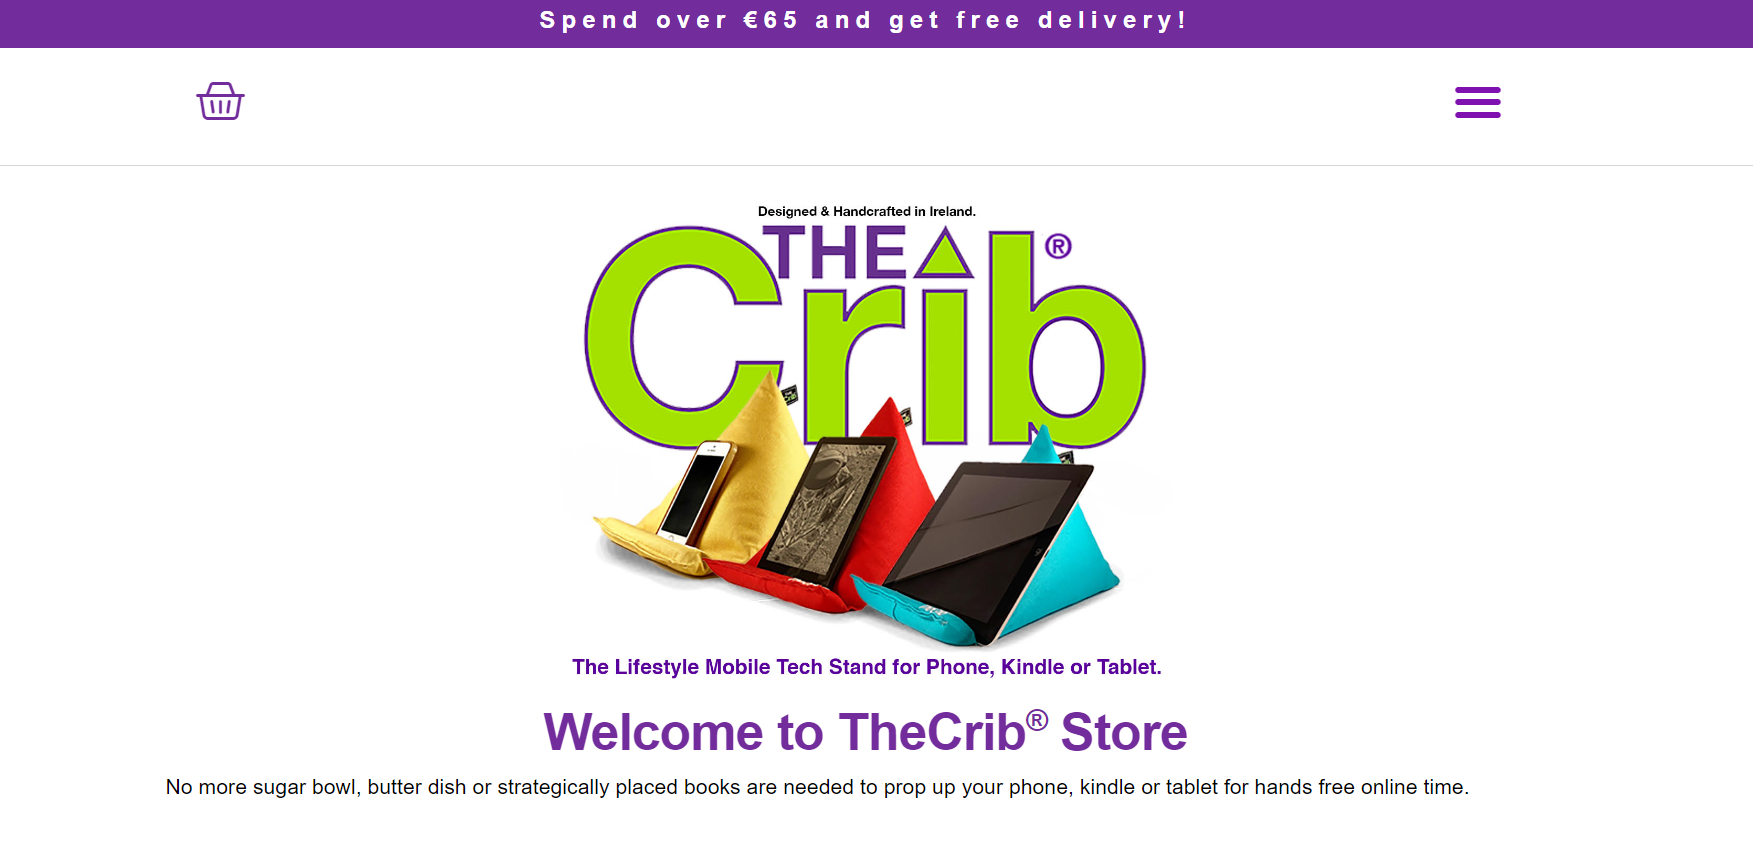 Spend over €65 and get free delivery!
Designed & Handcrafted in Ireland.
THE
Crib®
The Lifestyle Mobile Tech Stand for Phone, Kindle or Tablet.
Welcome to TheCrib® Store
No more sugar bowl, butter dish or strategically placed books are needed to prop up your phone, kindle or tablet for hands free online time.